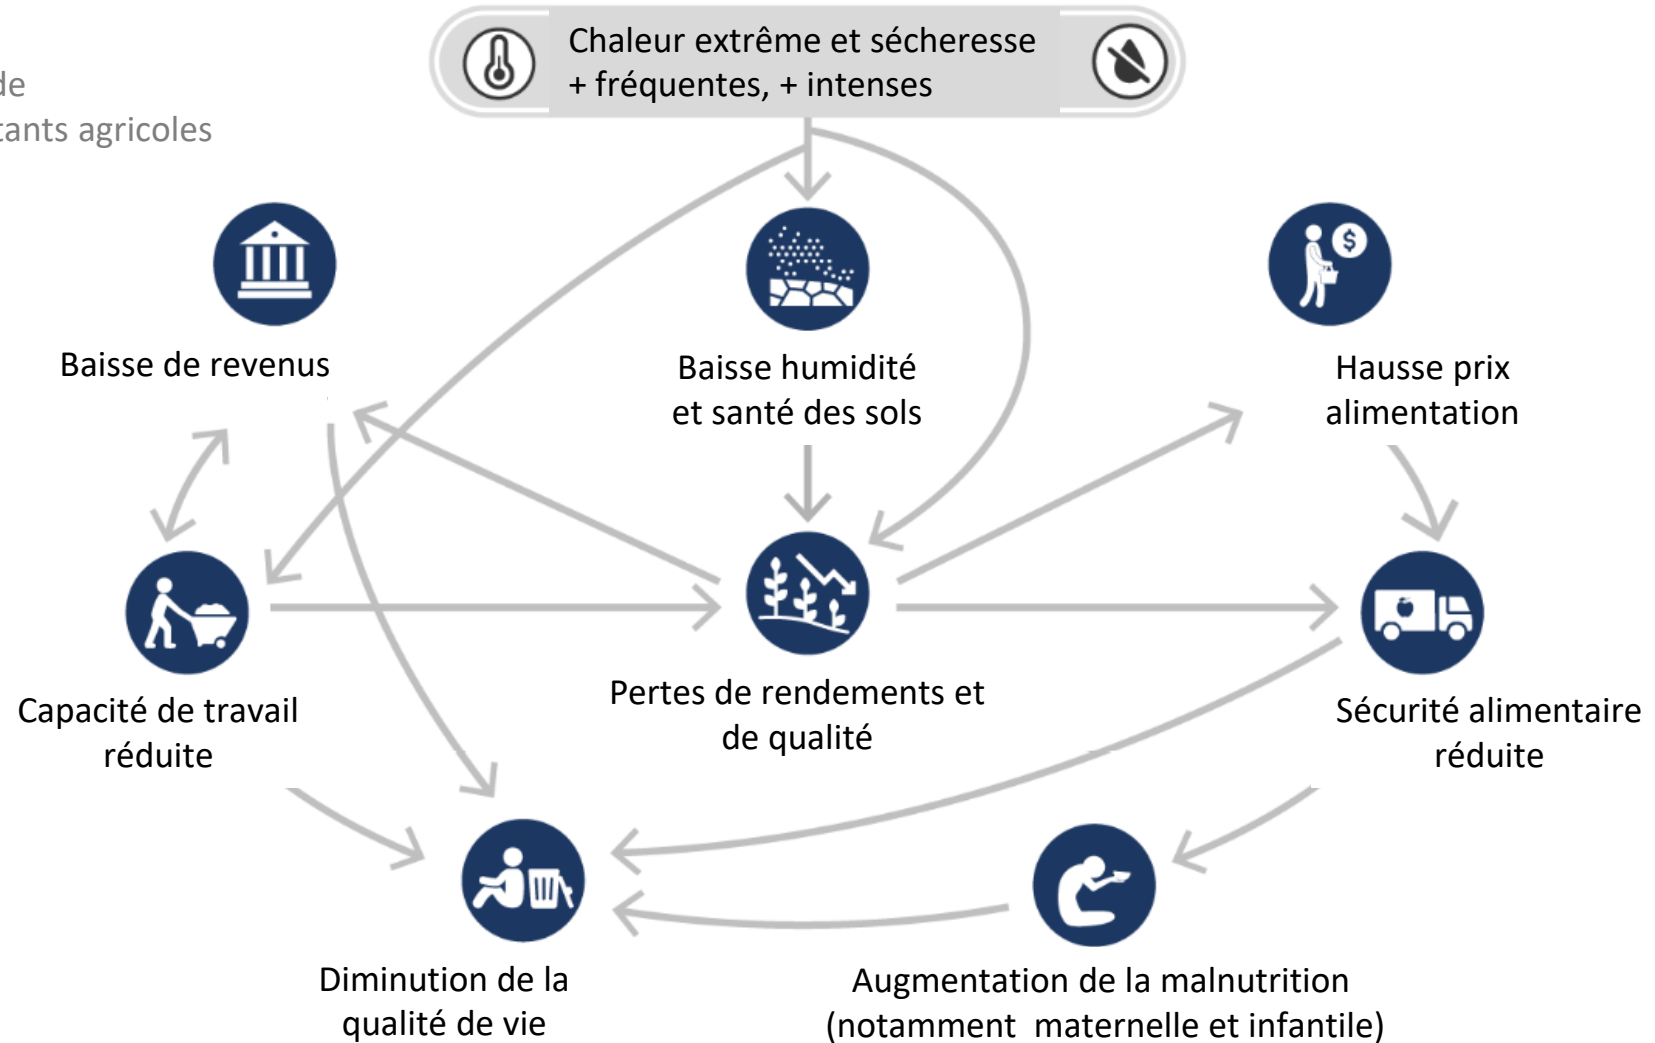 Chaleur extrême et sécheresse
+ fréquentes, + intenses
de
tants agricoles
$
Baisse de revenus
Baisse humidité
et santé des sols
Hausse prix
alimentation
Capacité de travail
réduite
Pertes de rendements et
de qualité
Sécurité alimentaire
réduite
Diminution de la
qualité de vie
Augmentation de la malnutrition
(notamment  maternelle et infantile)